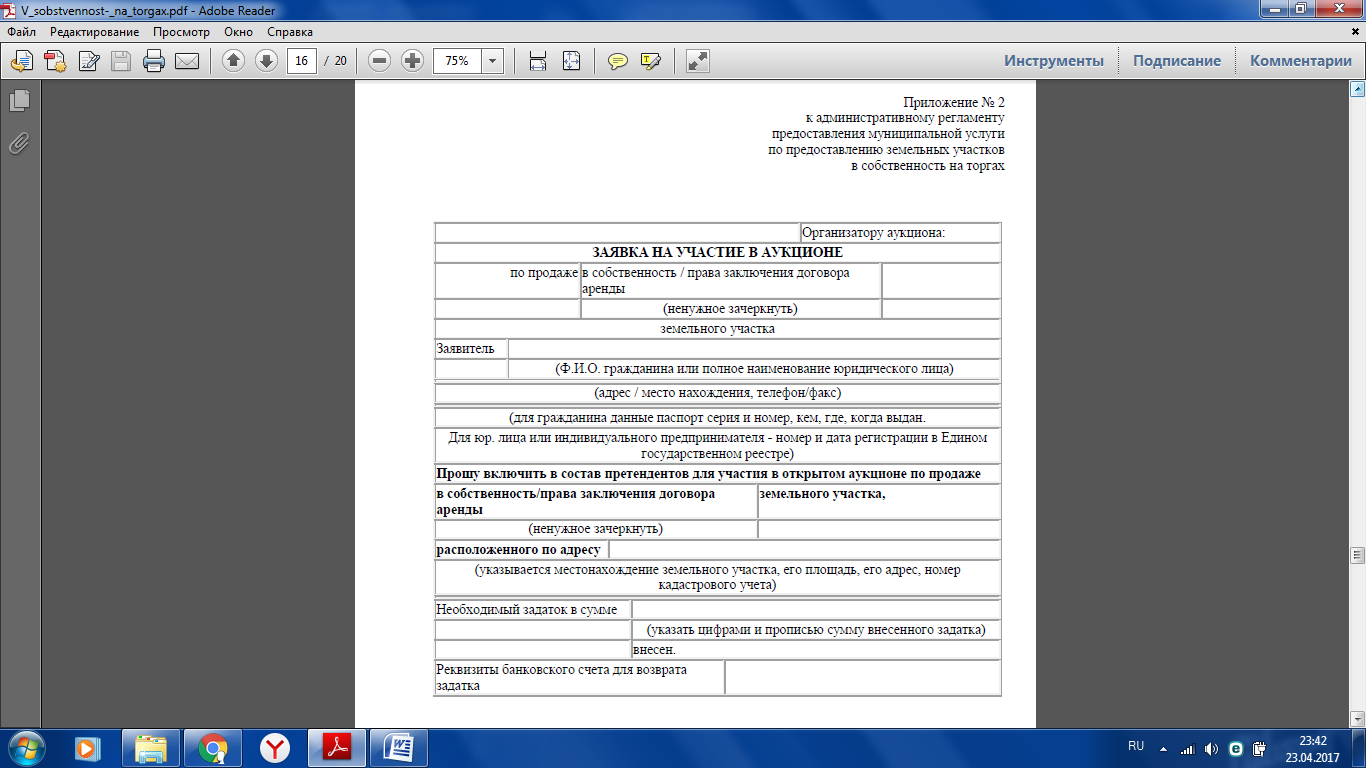 V_sobstvennost-_na_torgax.pdf - Adobe Reader
Файл Редактирование Просмотр Окно Справка
16 / 20 75% Инструменты Подписание Комментарии
Приложение № 2
к административному регламенту
предоставления муниципальной услуги
по предоставлению земельных участков
в собственность на торгах
Организатору аукциона:
ЗАЯВКА НА УЧАСТИЕ В АУКЦИОНЕ
по продаже в собственность / права заключения договора
аренды
(ненужное зачеркнуть)
земельного участка
Заявитель
(Ф.И.О. гражданина или полное наименование юридического лица)
(адрес / место нахождения, телефон/факс)
(для гражданина данные паспорт серия и номер, кем, где, когда выдан.
Для юр. лица или индивидуального предпринимателя - номер и дата регистрации в Едином
государственном реестре)
Прошу включить в состав претендентов для участия в открытом аукционе по продаже
в собственность/права заключения договора земельного участка,
аренды
(ненужное зачеркнуть)
расположенного по адресу
(указывается местонахождение земельного участка, его площадь, его адрес, номер
кадастрового учета)
Необходимый задаток в сумме
(указать цифрами и прописью сумму внесенного задатка)
внесен.
Реквизиты банковского счета для возврата
задатка
RU 23:42
23.04.2017